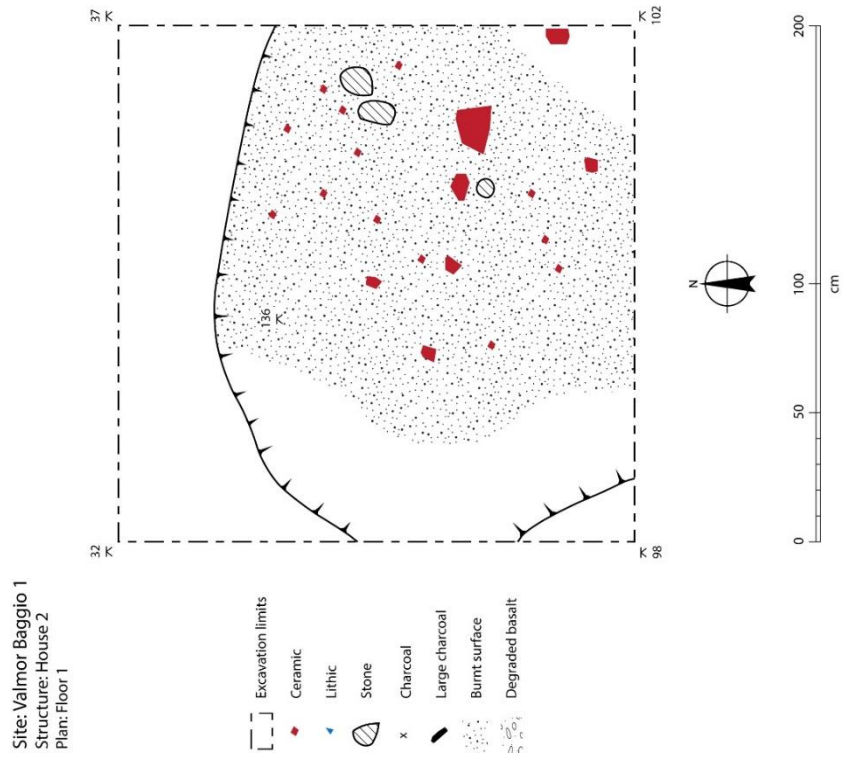 Site: Valmor Baggio 1
Structure: House 2
Plan: Floor 1
Excavation limits
Ceramic
Lithic
Stone
Charcoal
Large charcoal
Burnt surface
Degraded basalt
32
37
136
98
102
N
0
50
100
200
cm